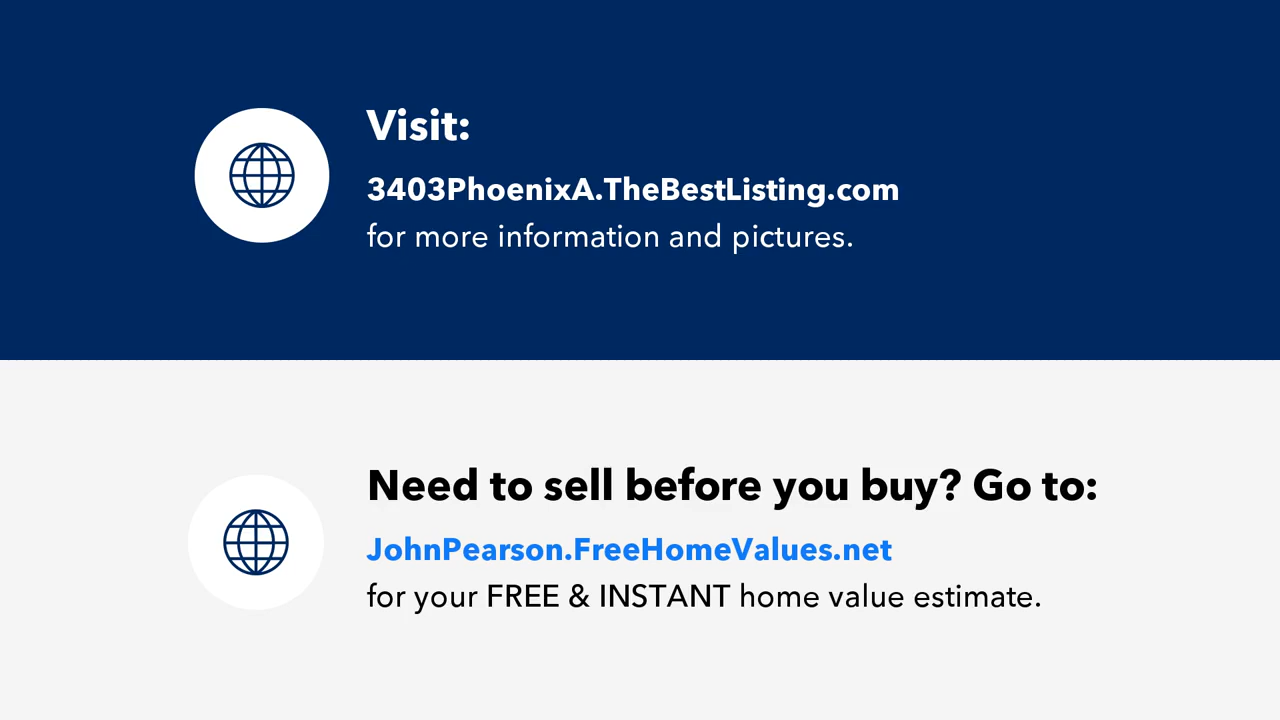 Visit:
3403PhoenixA.TheBestListing.com
for more information and pictures.
Need to sell before you buy? Go to:
JohnPearson.FreeHomeValues.net
for your FREE & INSTANT home value estimate.